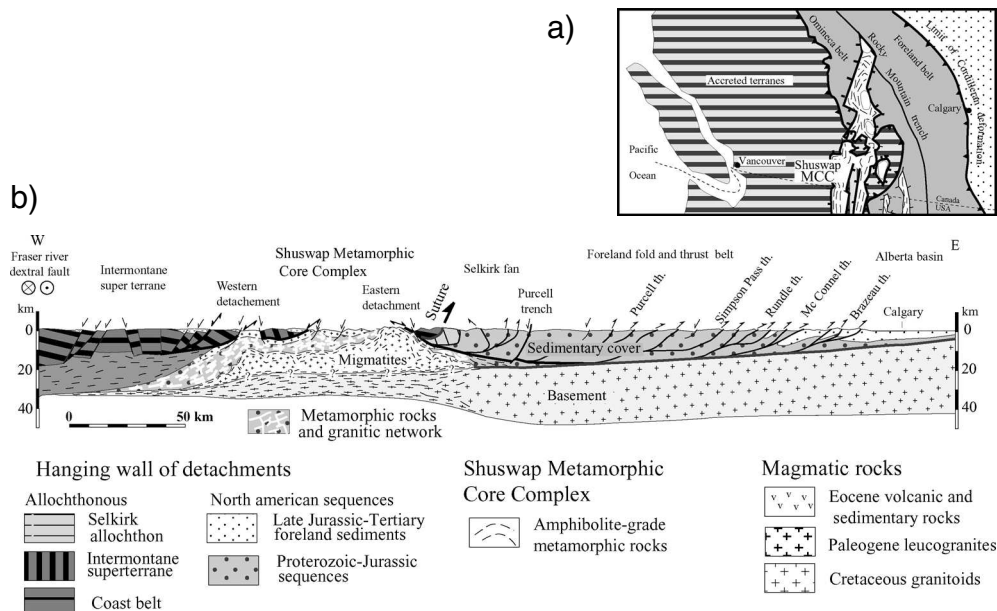 a)
Omineca belt
Rocky
Mountain
trench
Foreland belt
Limit of Cordilleran deformation
Accreted terranes
Calgary
Pacific
Ocean
Vancouver
Shuswap
MCC
Canada
USA
b)
W
E
Fraser river
dextral fault
Intermontane
super terrane
Shuswap Metamorphic
Core Complex
Western
detachement
Eastern
detachment
Suture
Selkirk fan
Purcell
trench
Foreland fold and thrust belt
Purcell th.
Simpson Pass th.
Rundle th.
Mc Connel th.
Brazeau th.
Alberta basin
Calgary
km
0
20
40
km
0
20
40
Migmatites
? ?
Sedimentary cover
Basement
0 50 km
Metamorphic rocks
and granitic network
Hanging wall of detachments
Allochthonous
Selkirk
allochthon
Intermontane
superterrane
Coast belt
North american sequences
Late Jurassic-Tertiary
foreland sediments
Proterozoic-Jurassic
sequences
Shuswap Metamorphic
Core Complex
Amphibolite-grade
metamorphic rocks
Magmatic rocks
Eocene volcanic and
sedimentary rocks
Paleogene leucogranites
Cretaceous granitoids